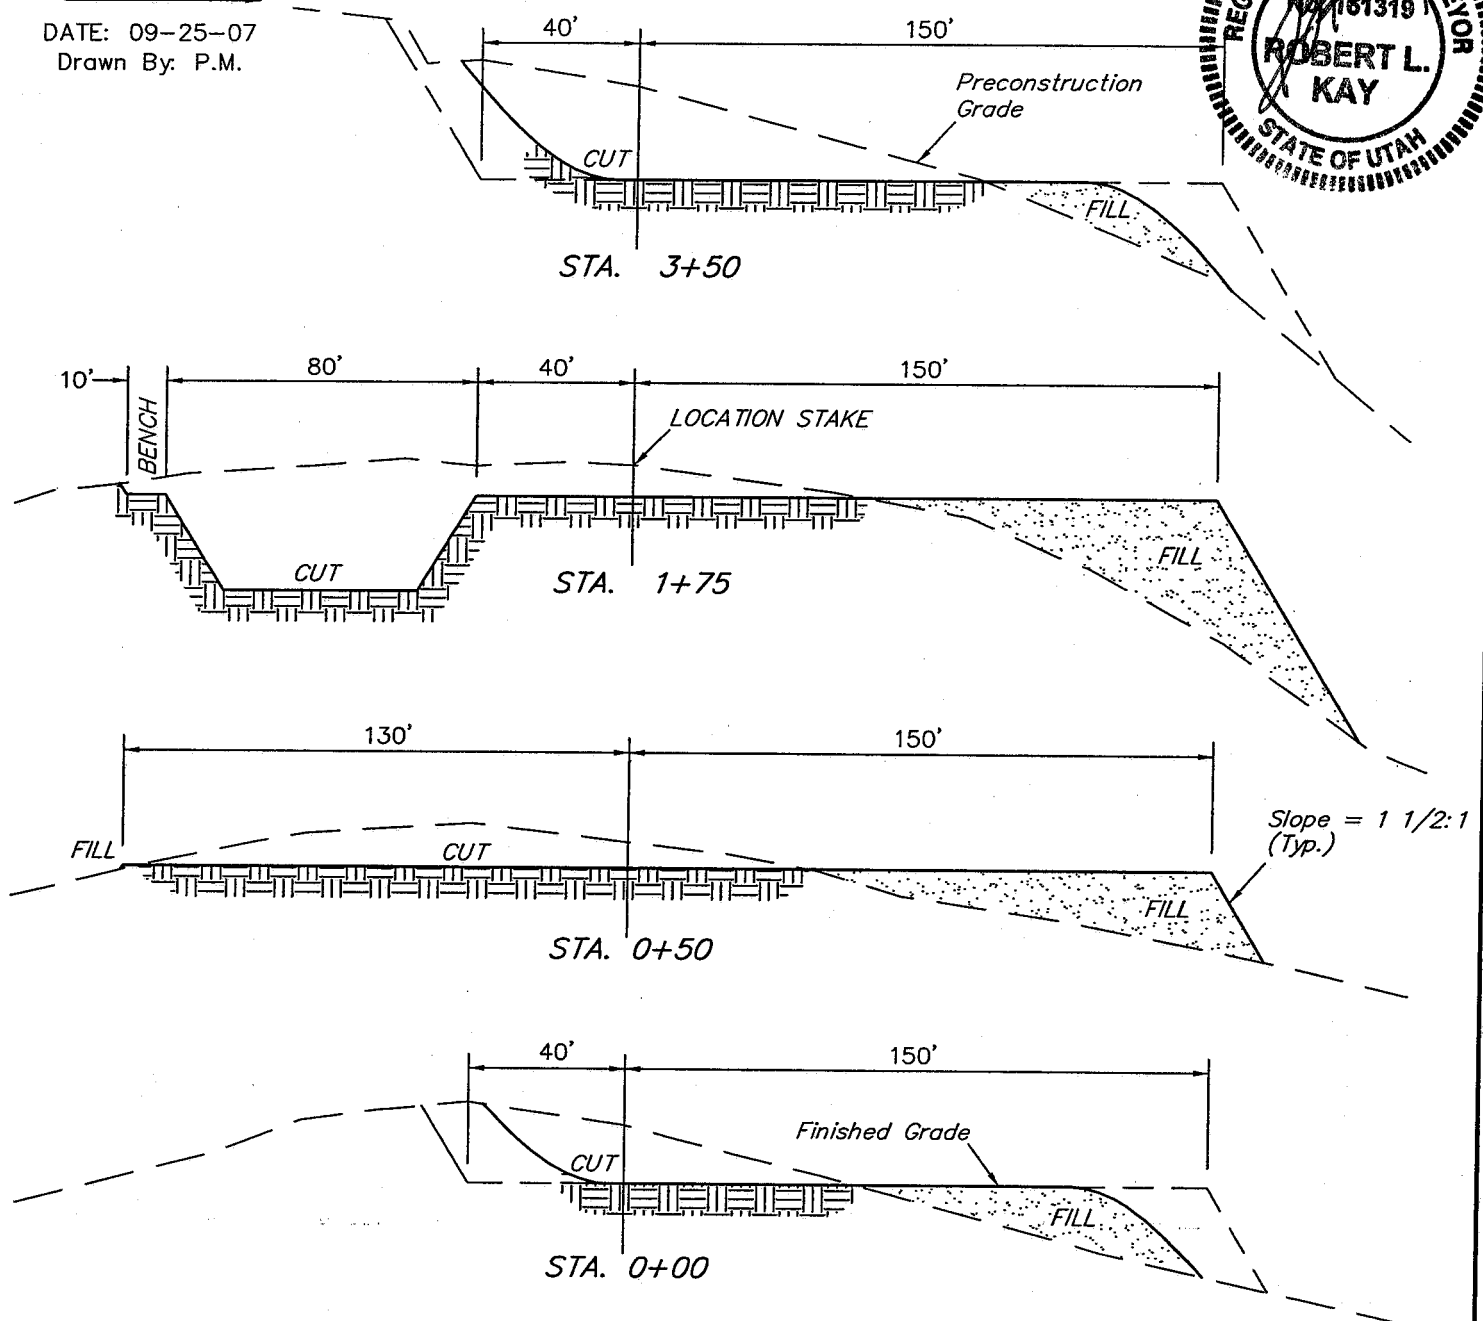 DATE: 09-25-07
Drawn By: P.M.
40' 150'
Preconstruction
Grade
CUT
FILL
STA. 3+50
161319
ROBERT L.
KAY
STATE OF UTAH
10' 80' 40' 150'
BENCH
LOCATION STAKE
CUT
FILL
STA. 1+75
130' 150'
Slope = 1 1/2:1
(Typ.)
FILL
CUT
FILL
STA. 0+50
40' 150'
Finished Grade
CUT
FILL
STA. 0+00